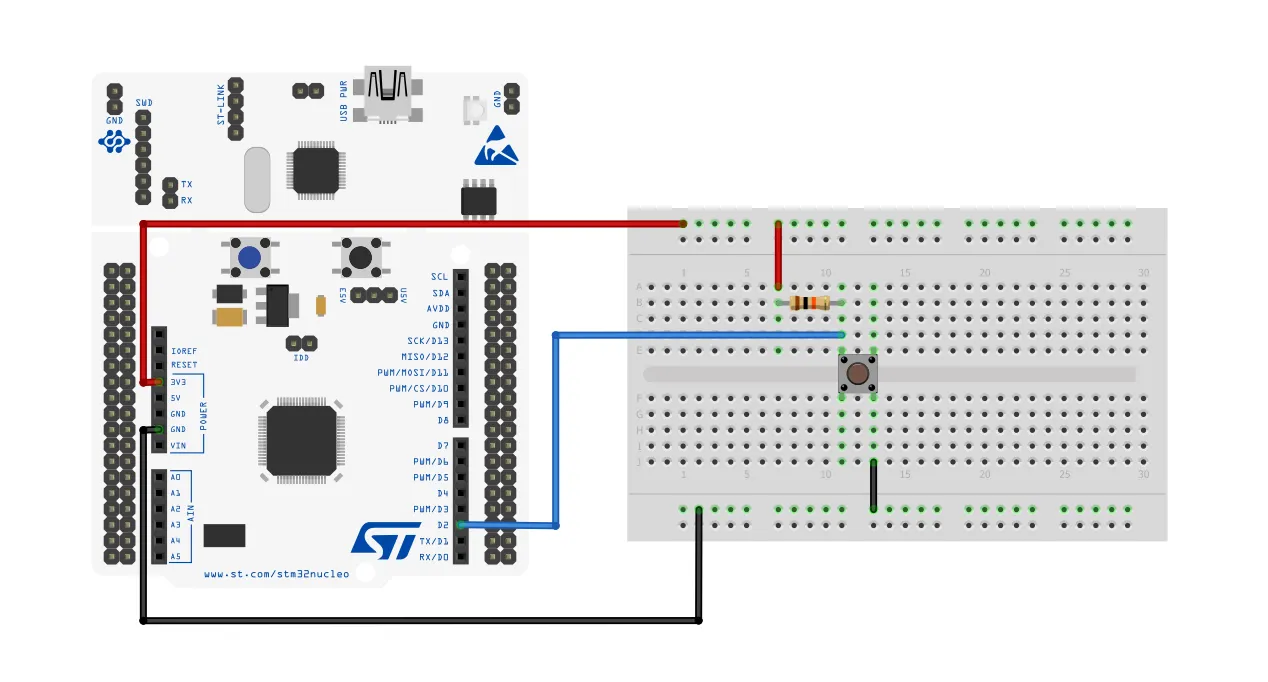 GND
SWD
ST-LINK
USB PWR
GND
TX
RX
E5V
U5V
IDD
IOREF
RESET
3V3
5V
GND
GND
VIN
POWER
A0
A1
A2
A3
A4
A5
AIN
SCL
SDA
AVDD
GND
SCK/D13
MISO/D12
PWM/MOSI/D11
PWM/CS/D10
PWM/D9
D8
D7
PWM/D6
PWM/D5
D4
PWM/D3
D2
TX/D1
RX/D0
ST
www.st.com/stm32nucleo
1 5 10 15 20 25 30
A
B
C
E
F
G
H
I
J
1 5 10 15 20 25 30